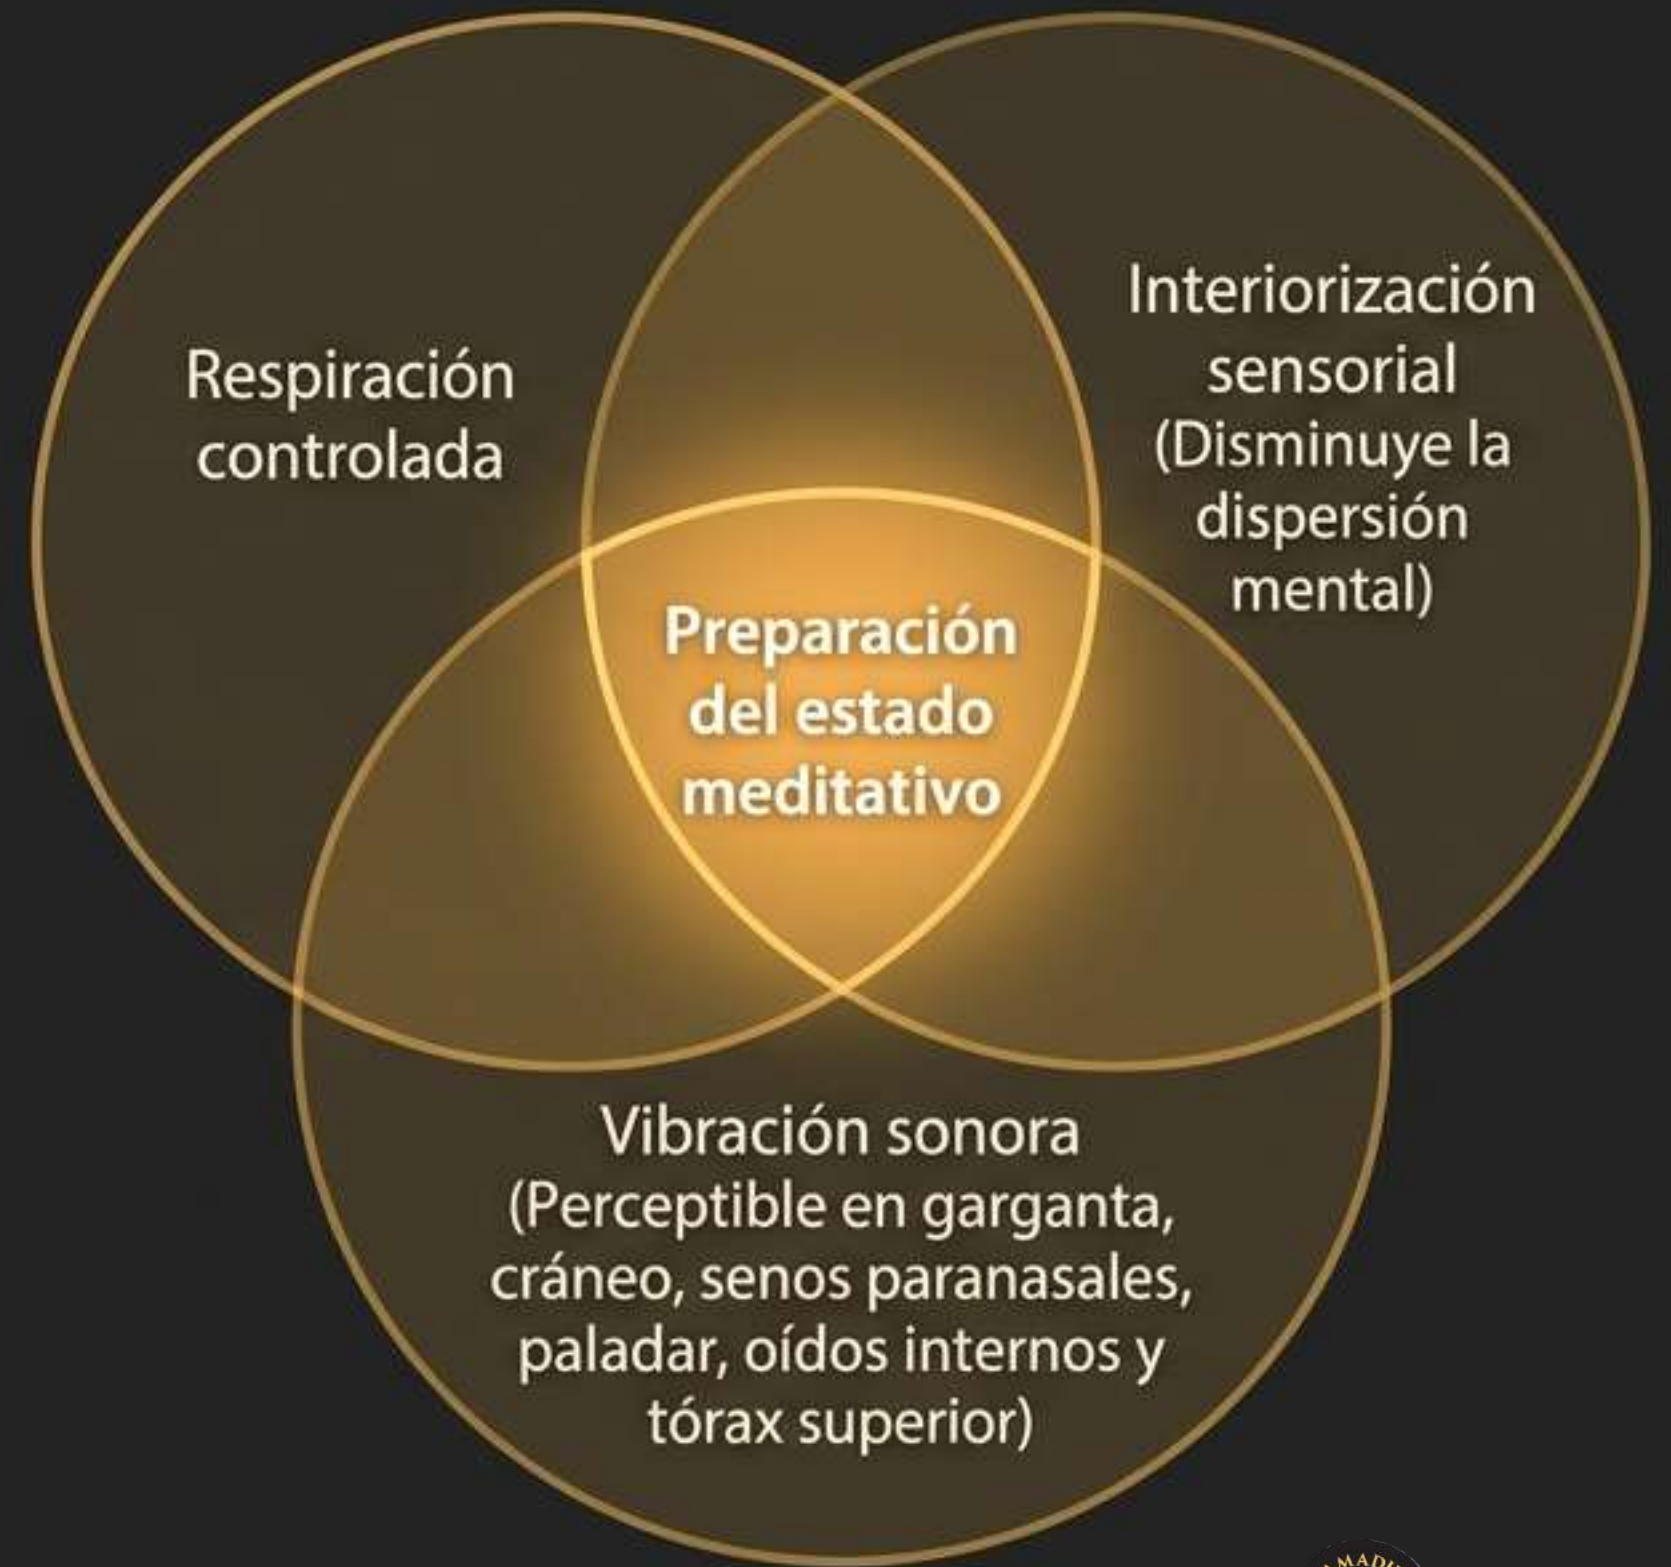 Respiración
controlada
Interiorización
sensorial
(Disminuye la
dispersión
mental)
Preparación
del estado
meditativo
Vibración sonora
(Perceptible en garganta,
cráneo, senos paranasales,
paladar, oídos internos y
tórax superior)